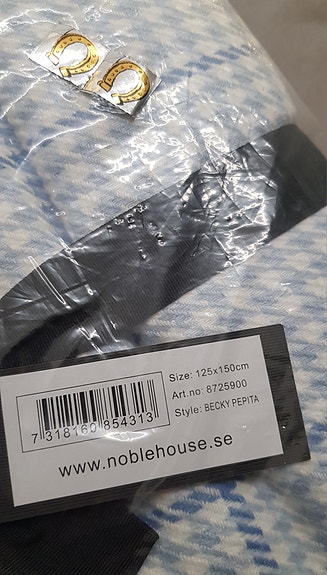 Size: 125x150cm
Art.no: 8725900
Style: BECKY PEPITA
7 318160 854313
www.noblehouse.se